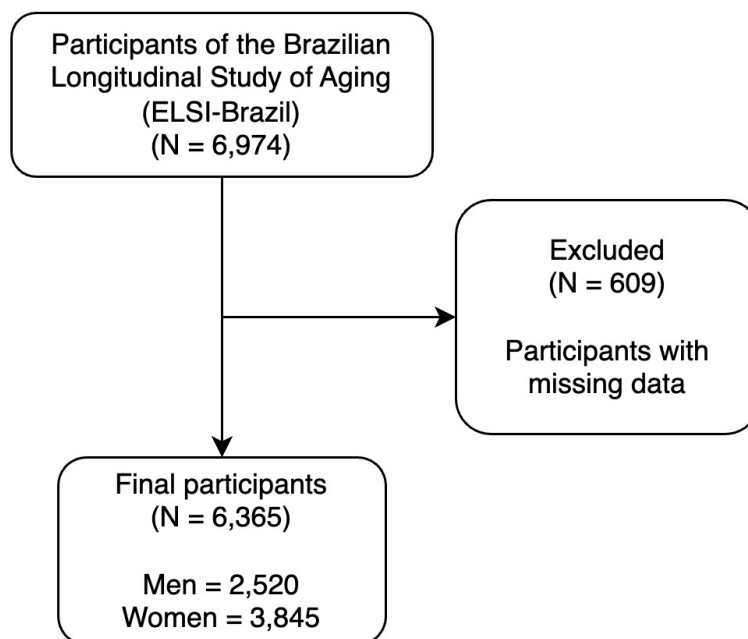 Participants of the Brazilian
Longitudinal Study of Aging
(ELSI-Brazil)
(N = 6,974)
Excluded
(N = 609)
Participants with
missing data
Final participants
(N = 6,365)
Men = 2,520
Women = 3,845